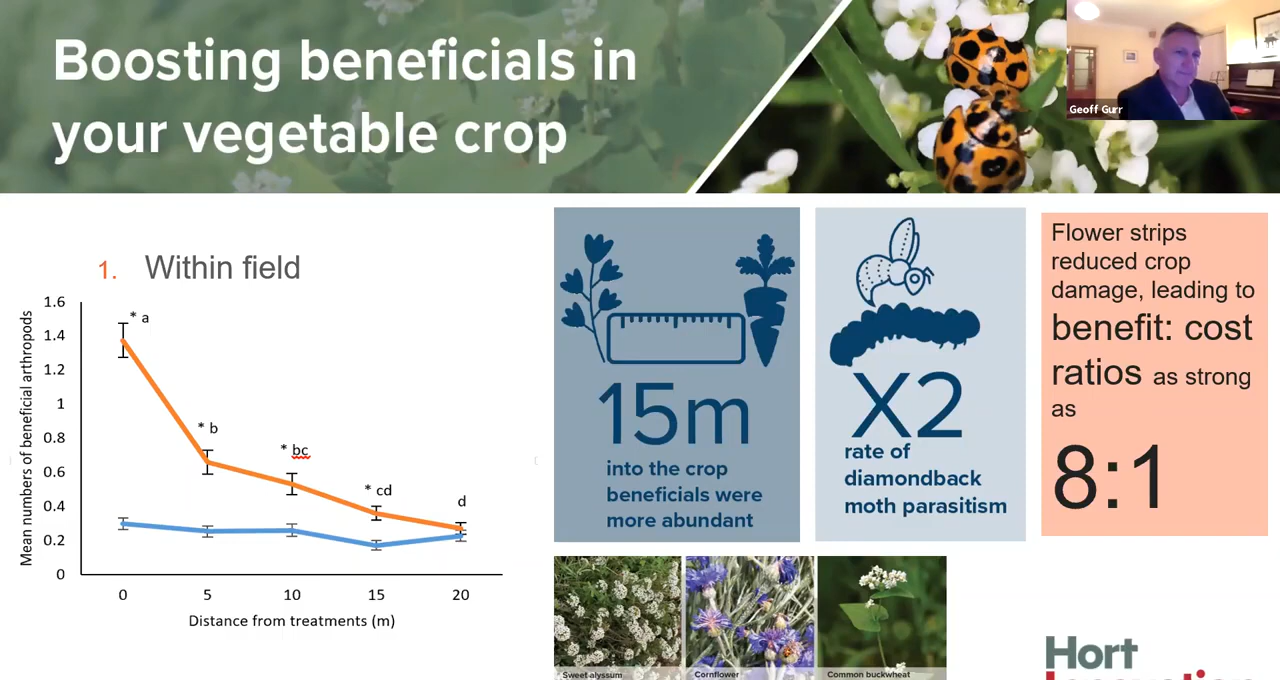 Boosting beneficials in
your vegetable crop
Geoff Gurr
1. Within field
Mean numbers of beneficial arthropods
1.6
1.4
1.2
1
0.8
0.6
0.4
0.2
0
* a
* b
* bc
* cd
d
0 5 10 15 20
Distance from treatments (m)
15m
into the crop
beneficials were
more abundant
X2
rate of
diamondback
moth parasitism
Flower strips
reduced crop
damage, leading to
benefit: cost
ratios as strong
as
8:1
Sweet alyssum
Cornflower
Common buckwheat
Hort
Innovation